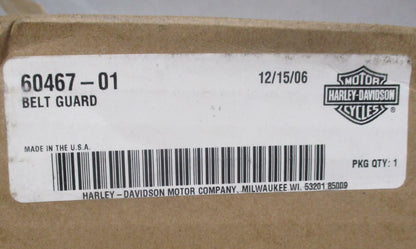 60467-01
BELT GUARD
12/15/06
MOTOR
HARLEY-DAVIDSON
CYCLES
®
MADE IN THE U.S.A.
PKG QTY: 1
HARLEY-DAVIDSON MOTOR COMPANY, MILWAUKEE WI. 53201 85009